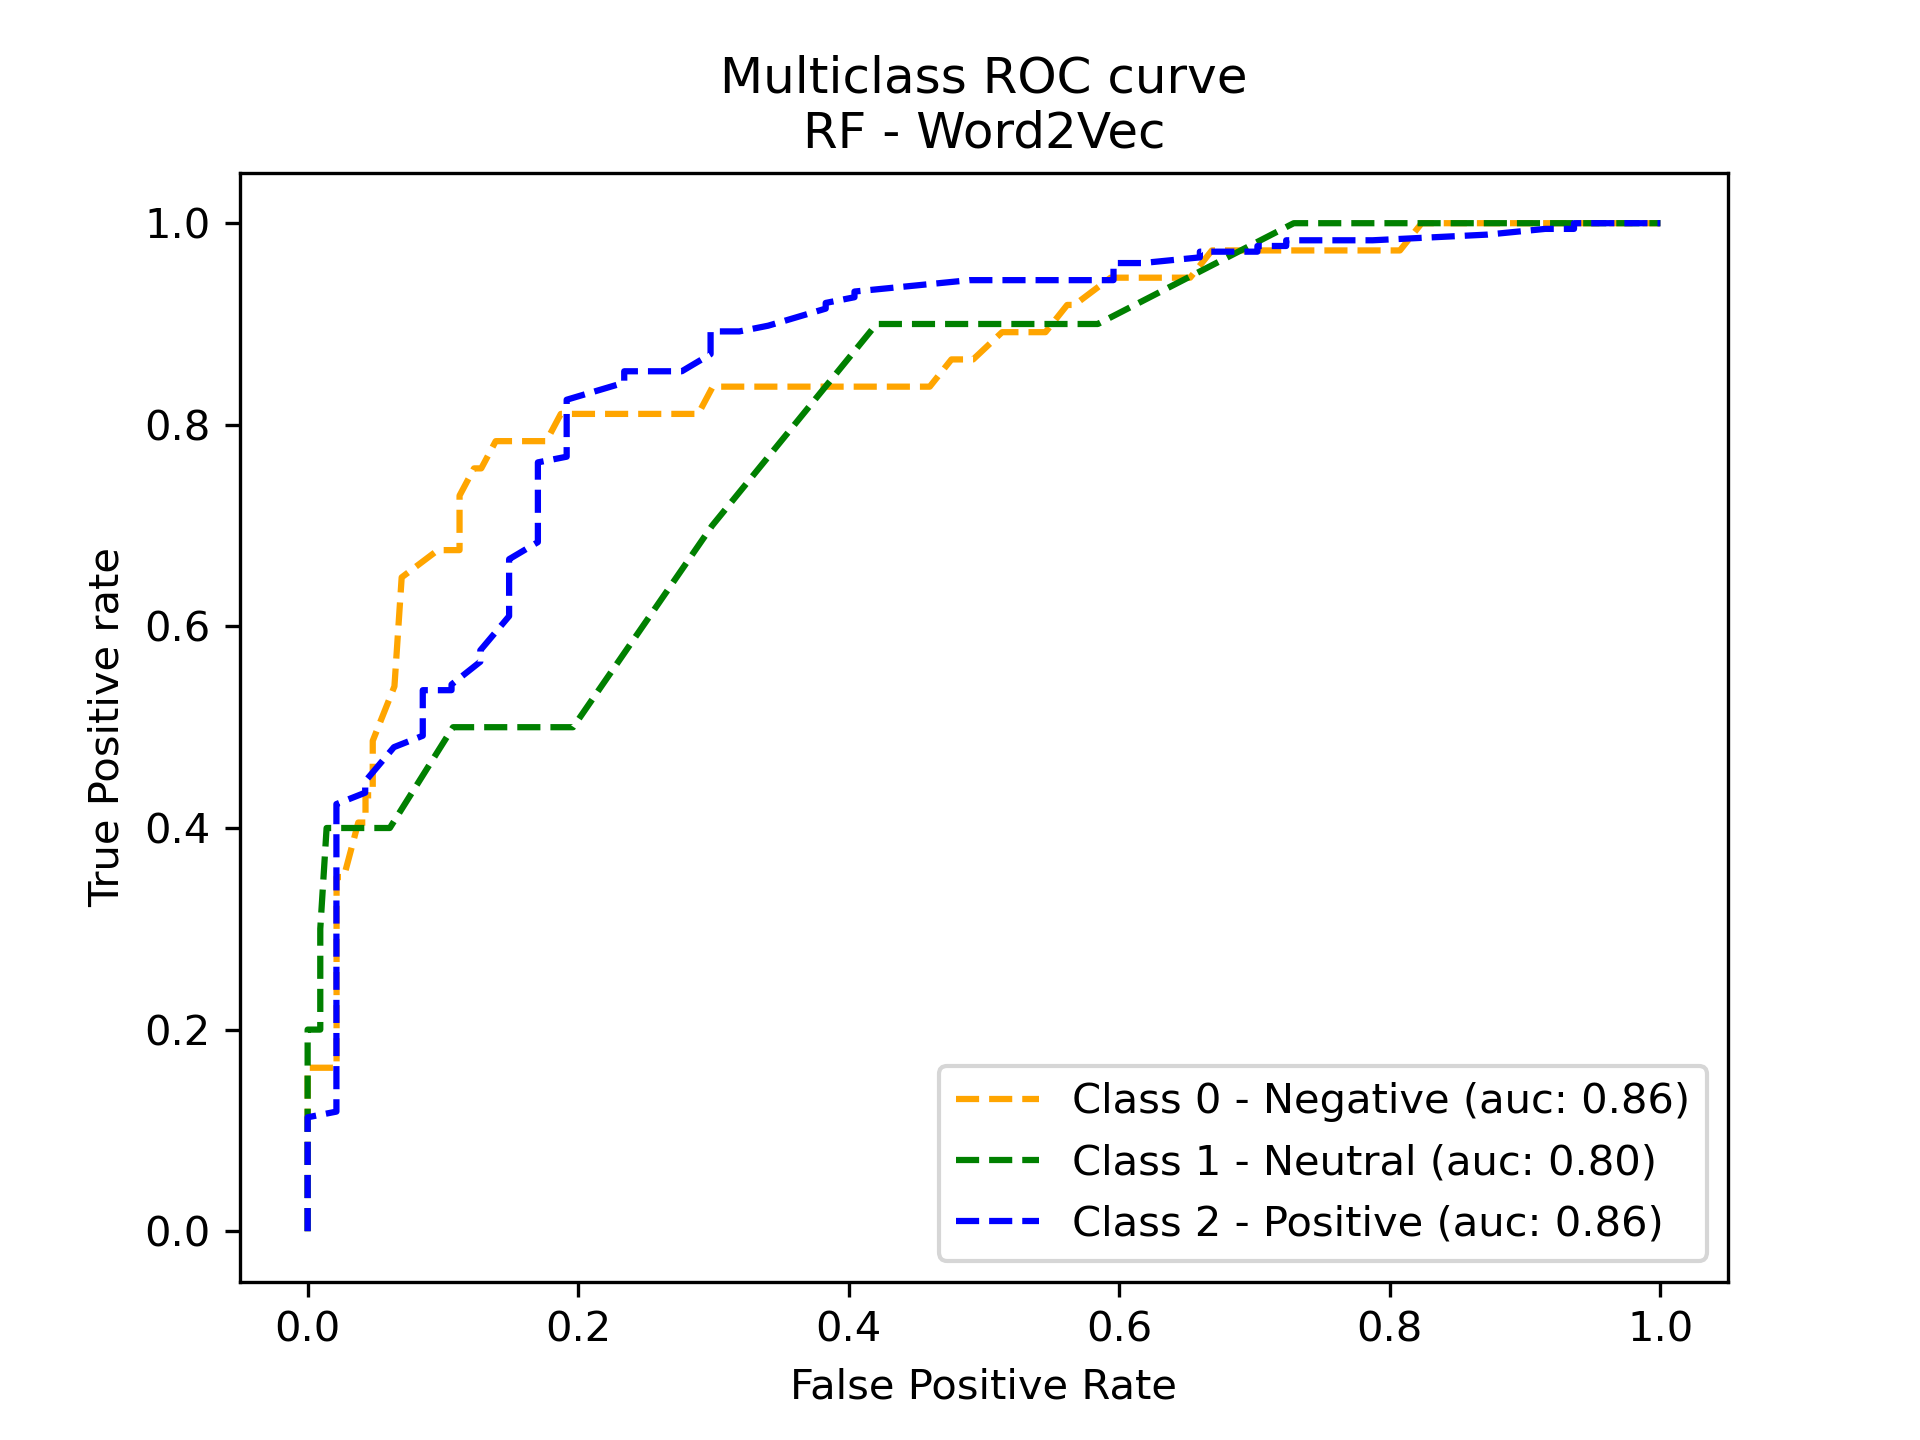 Multiclass ROC curve
RF - Word2Vec
True Positive rate
1.0
0.8
0.6
0.4
0.2
0.0
Class 0 - Negative (auc: 0.86)
Class 1 - Neutral (auc: 0.80)
Class 2 - Positive (auc: 0.86)
0.0 0.2 0.4 0.6 0.8 1.0
False Positive Rate